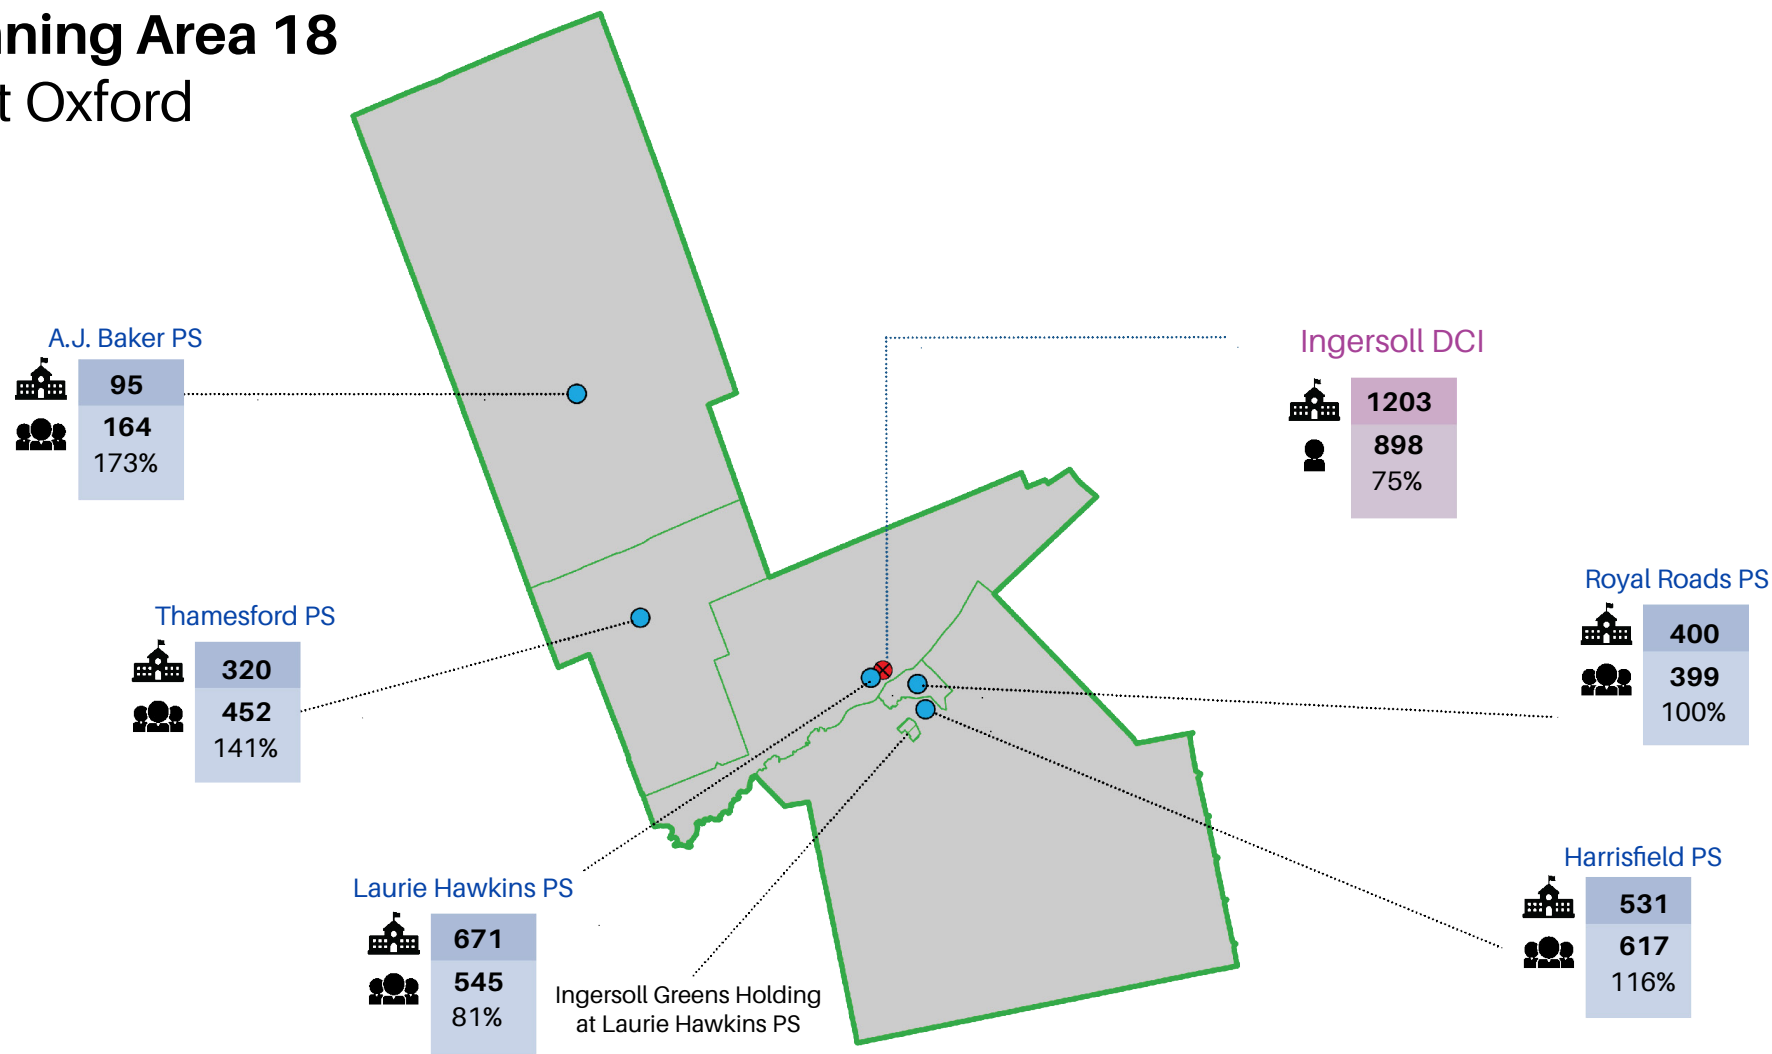 ning Area 18
t Oxford
A.J. Baker PS
95
164
173%
Ingersoll DCI
1203
898
75%
Thamesford PS
320
452
141%
Royal Roads PS
400
399
100%
Laurie Hawkins PS
671
545
81%
Ingersoll Greens Holding
at Laurie Hawkins PS
Harrisfield PS
531
617
116%